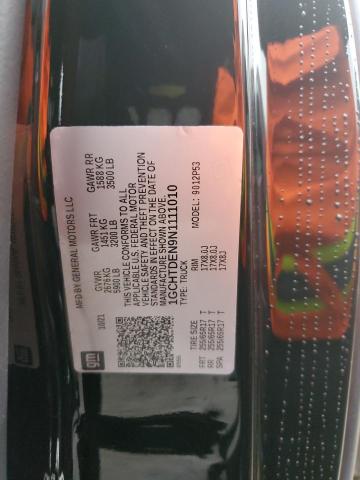 MFD BY GENERAL MOTORS LLC
10/21 GVWR GAWR FRT GAWR RR
2676 KG 1451 KG 1588 KG
5900 LB 3200 LB 3500 LB
THIS VEHICLE CONFORMS TO ALL
APPLICABLE U.S. FEDERAL MOTOR
VEHICLE SAFETY AND THEFT PREVENTION
STANDARDS IN EFFECT ON THE DATE OF
MANUFACTURE SHOWN ABOVE.
1GCHTDEN9N1111010
TYPE: TRUCK MODEL: 9012P53
TIRE SIZE RIM
FRT 255/65R17 T 17X8.0J
RR 255/65R17 T 17X8.0J
SPA 255/65R17 T 17X8J
gm